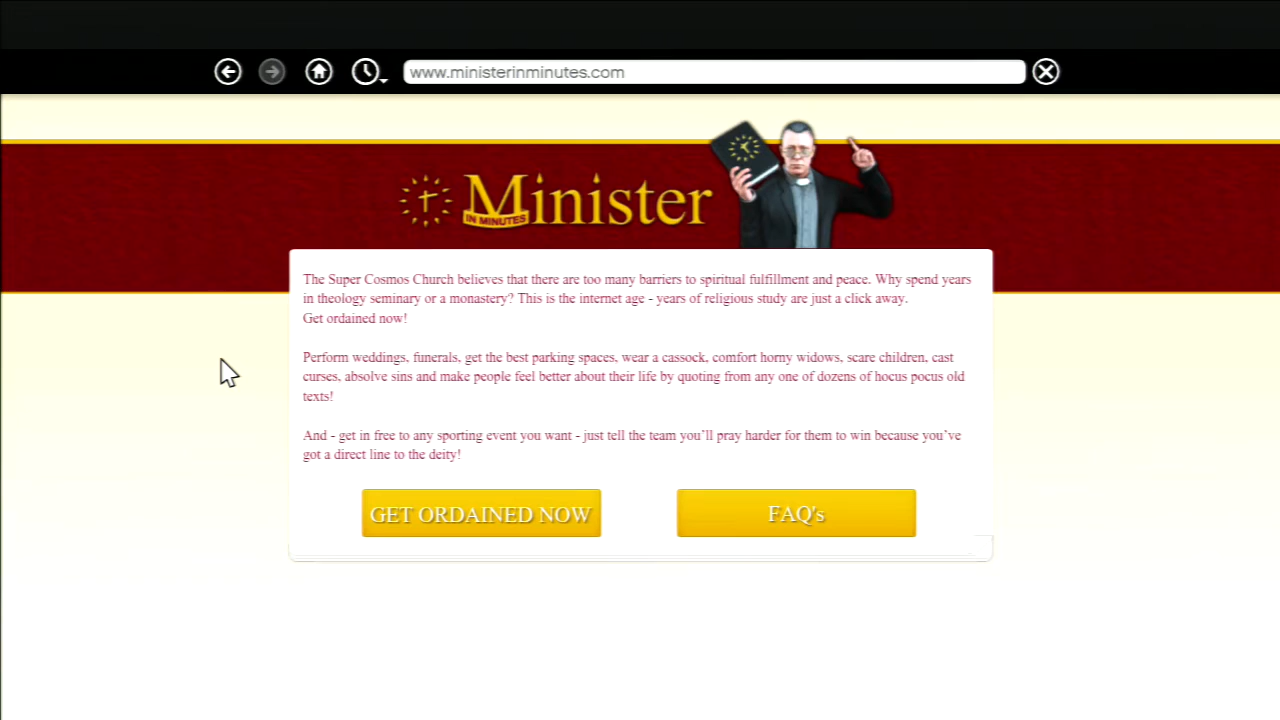 www.ministerinminutes.com
Minister
IN MINUTES
The Super Cosmos Church believes that there are too many barriers to spiritual fulfillment and peace. Why spend years
in theology seminary or a monastery? This is the internet age - years of religious study are just a click away.
Get ordained now!
Perform weddings, funerals, get the best parking spaces, wear a cassock, comfort horny widows, scare children, cast
curses, absolve sins and make people feel better about their life by quoting from any one of dozens of hocus pocus old
texts!
And - get in free to any sporting event you want - just tell the team you'll pray harder for them to win because you've
got a direct line to the deity!
GET ORDAINED NOW
FAQ's